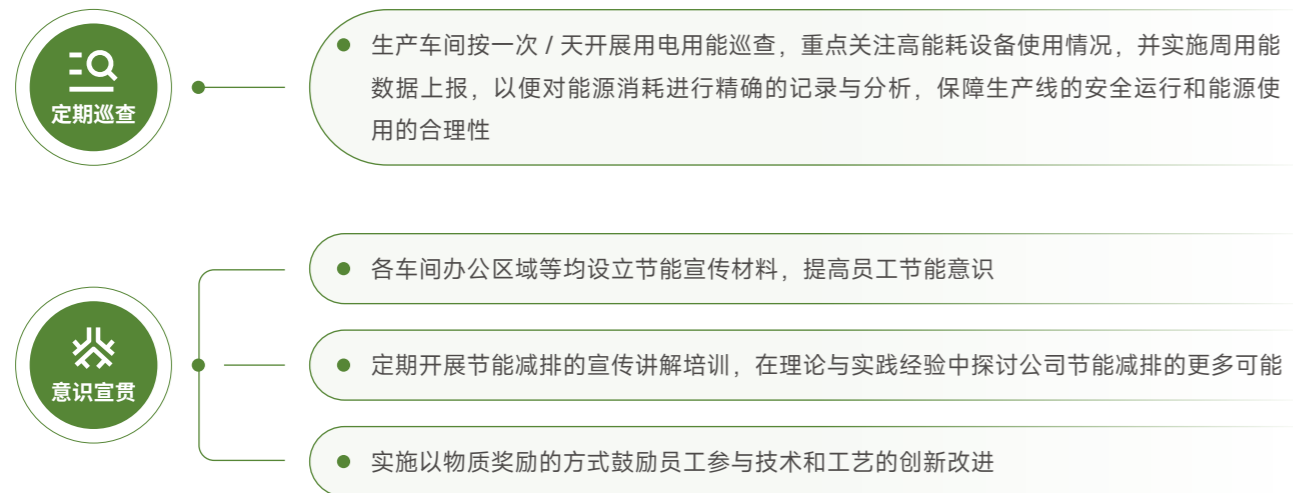 定期巡查
生产车间按一次 / 天开展用电用能巡查，重点关注高能耗设备使用情况，并实施周用能
数据上报，以便对能源消耗进行精确的记录与分析，保障生产线的安全运行和能源使
用的合理性
意识宣贯
各车间办公区域等均设立节能宣传材料，提高员工节能意识
定期开展节能减排的宣传讲解培训，在理论与实践经验中探讨公司节能减排的更多可能
实施以物质奖励的方式鼓励员工参与技术和工艺的创新改进